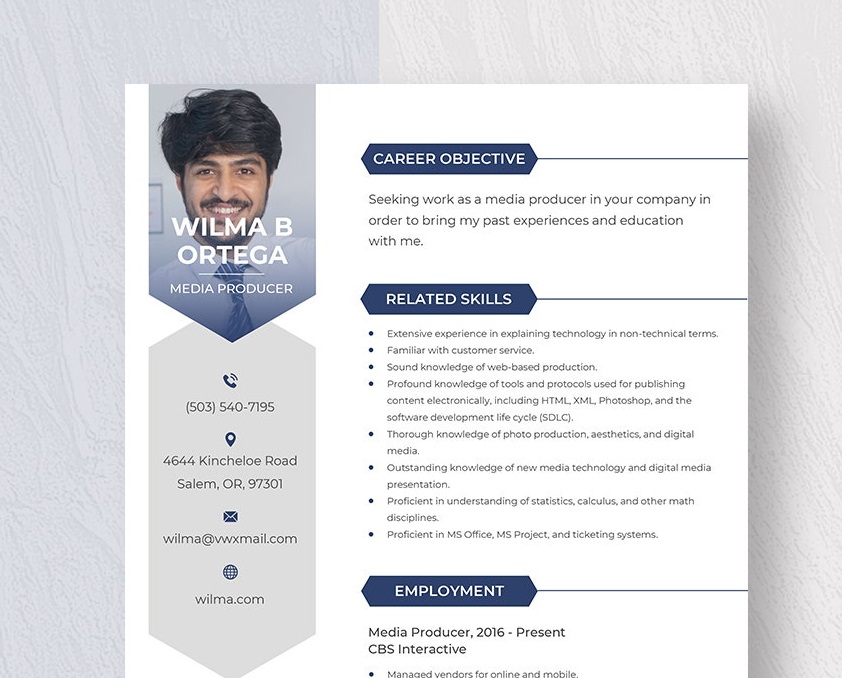 WILMA B
ORTEGA
MEDIA PRODUCER
(503) 540-7195
4644 Kincheloe Road
Salem, OR, 97301
wilma@vwxmail.com
wilma.com
CAREER OBJECTIVE
Seeking work as a media producer in your company in
order to bring my past experiences and education
with me.
RELATED SKILLS
Extensive experience in explaining technology in non-technical terms.
Familiar with customer service.
Sound knowledge of web-based production.
Profound knowledge of tools and protocols used for publishing
content electronically, including HTML, XML, Photoshop, and the
software development life cycle (SDLC).
Thorough knowledge of photo production, aesthetics, and digital
media.
Outstanding knowledge of new media technology and digital media
presentation.
Proficient in understanding of statistics, calculus, and other math
disciplines.
Proficient in MS Office, MS Project, and ticketing systems.
EMPLOYMENT
Media Producer, 2016 - Present
CBS Interactive
Managed vendors for online and mobile.